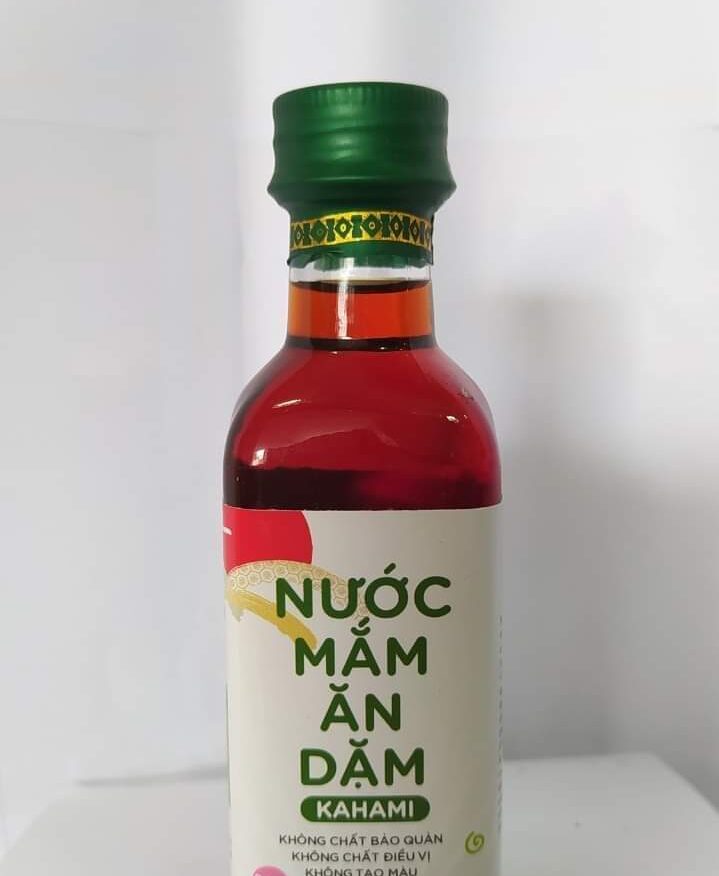 NƯỚC
MẮM
ĂN
DẶM
KAHAMI
KHÔNG CHẤT BẢO QUẢN
KHÔNG CHẤT ĐIỀU VỊ
KHÔNG TẠO MÀU